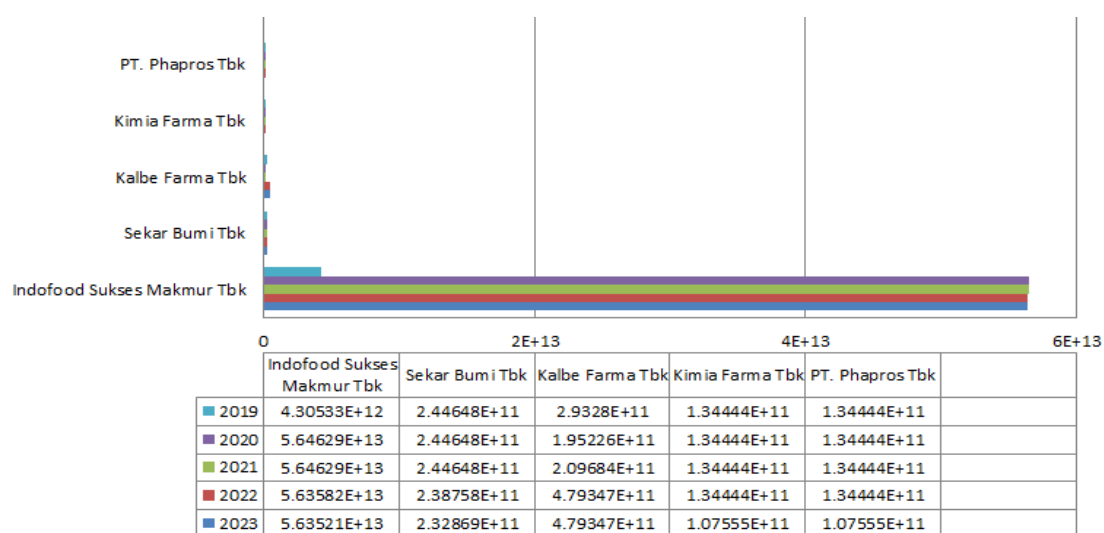 PT. Phapros Tbk
Kimia Farma Tbk
Kalbe Farma Tbk
Sekar Bumi Tbk
Indofood Sukses Makmur Tbk
0 2E+13 4E+13 6E+13
Indofood Sukses Makmur Tbk Sekar Bumi Tbk Kalbe Farma Tbk Kimia Farma Tbk PT. Phapros Tbk
2019 4.30533E+12 2.44648E+11 2.9328E+11 1.34444E+11 1.34444E+11
2020 5.64629E+13 2.44648E+11 1.95226E+11 1.34444E+11 1.34444E+11
2021 5.64629E+13 2.44648E+11 2.09684E+11 1.34444E+11 1.34444E+11
2022 5.63582E+13 2.38758E+11 4.79347E+11 1.34444E+11 1.34444E+11
2023 5.63521E+13 2.32869E+11 4.79347E+11 1.07555E+11 1.07555E+11